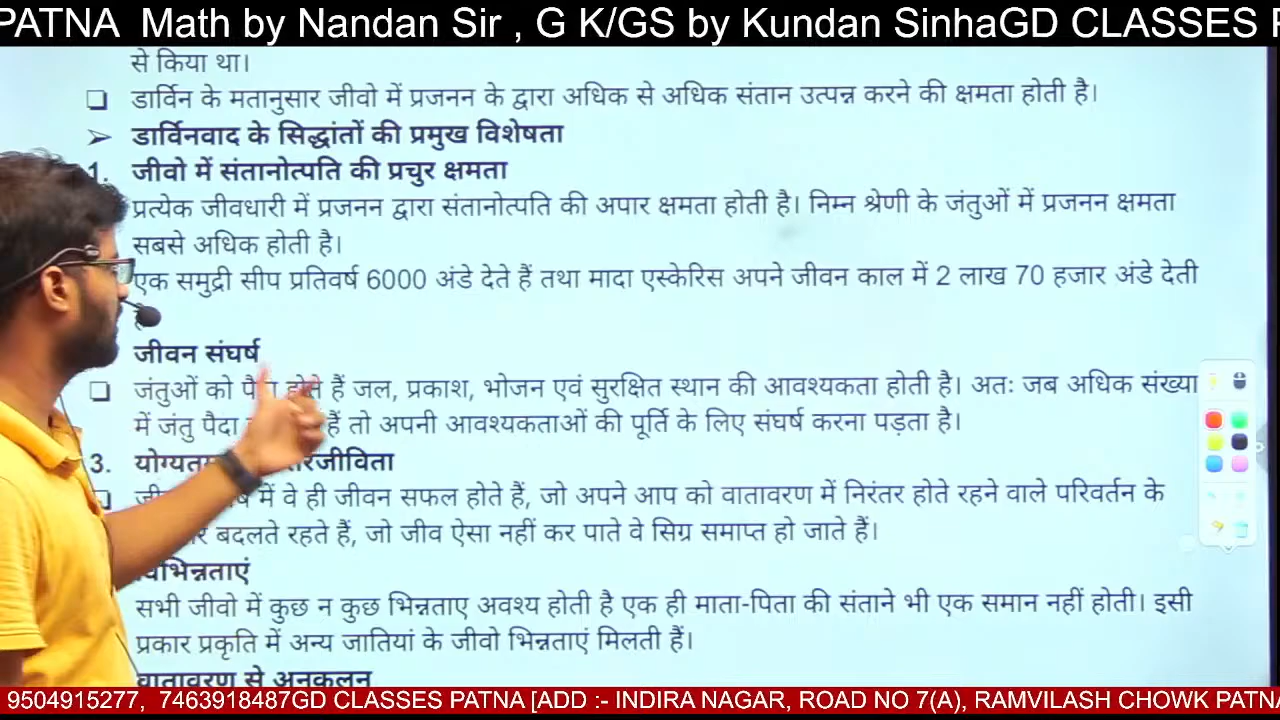 PATNA Math by Nandan Sir , G K/GS by Kundan SinhaGD CLASSES
से किया था।
❑ डार्विन के मतानुसार जीवो में प्रजनन के द्वारा अधिक से अधिक संतान उत्पन्न करने की क्षमता होती है।
➢ डार्विनवाद के सिद्धांतों की प्रमुख विशेषता
1. जीवो में संतानोत्पति की प्रचुर क्षमता
प्रत्येक जीवधारी में प्रजनन द्वारा संतानोत्पति की अपार क्षमता होती है। निम्न श्रेणी के जंतुओं में प्रजनन क्षमता
सबसे अधिक होती है।
एक समुद्री सीप प्रतिवर्ष 6000 अंडे देते हैं तथा मादा एस्केरिस अपने जीवन काल में 2 लाख 70 हजार अंडे देती
जीवन संघर्ष
❑ जंतुओं को होते हैं जल, प्रकाश, भोजन एवं सुरक्षित स्थान की आवश्यकता होती है। अतः जब अधिक संख्या
में जंतु पैदा हैं तो अपनी आवश्यकताओं की पूर्ति के लिए संघर्ष करना पड़ता है।
3.
में वे ही जीवन सफल होते हैं, जो अपने आप को वातावरण में निरंतर होते रहने वाले परिवर्तन के
बदलते रहते हैं, जो जीव ऐसा नहीं कर पाते वे सिग्र समाप्त हो जाते हैं।
विभिन्नताएं
सभी जीवो में कुछ न कुछ भिन्नताए अवश्य होती है एक ही माता-पिता की संताने भी एक समान नहीं होती। इसी
प्रकार प्रकृति में अन्य जातियां के जीवो भिन्नताएं मिलती हैं।
वातावरण से अनुकूलन
9504915277, 7463918487GD CLASSES PATNA [ADD :- INDIRA NAGAR, ROAD NO 7(A), RAMVILASH CHOWK PATNA